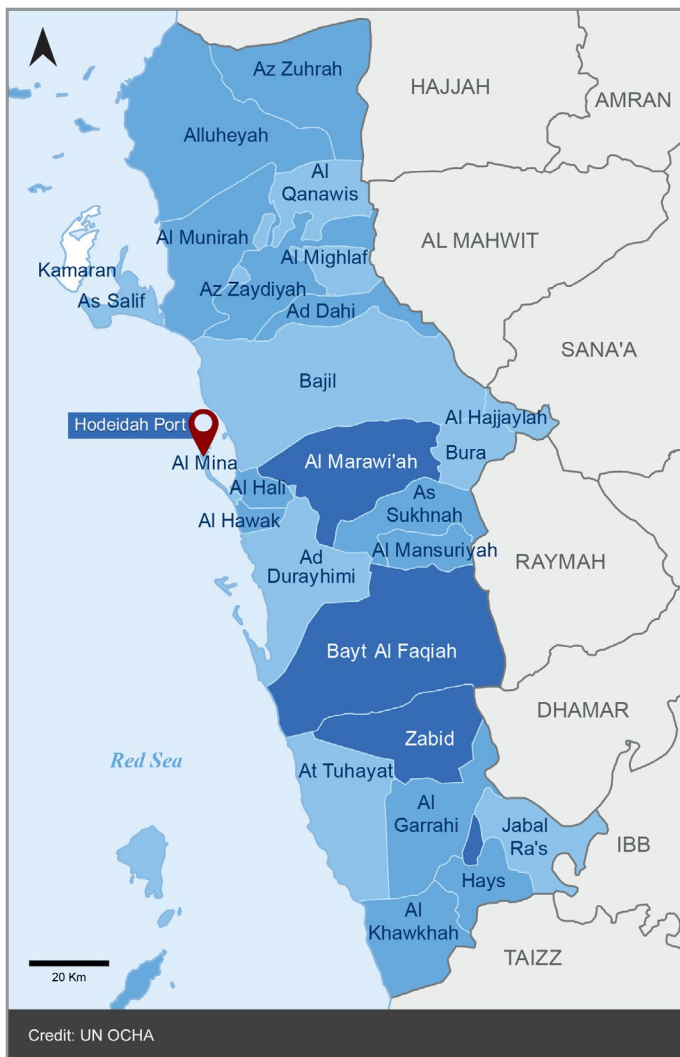 Az Zuhrah
HAJJAH
AMRAN
Alluheyah
Al
Qanawis
Al Munirah
AL MAHWIT
Al Mighlaf
Kamaran
Az Zaydiyah
As Salif
Ad Dahi
SANA'A
Bajil
Hodeidah Port
Al Hajjaylah
Al Mina
Al Marawi'ah
Bura
Al Hali
As
Sukhnah
Al Hawak
Al Mansuriyah
Ad
Durayhimi
RAYMAH
Bayt Al Faqiah
DHAMAR
Zabid
Red Sea
At Tuhayat
Al
Garrahi
Jabal
Ra's
IBB
Hays
Al
Khawkhah
TAIZZ
20 Km
Credit: UN OCHA